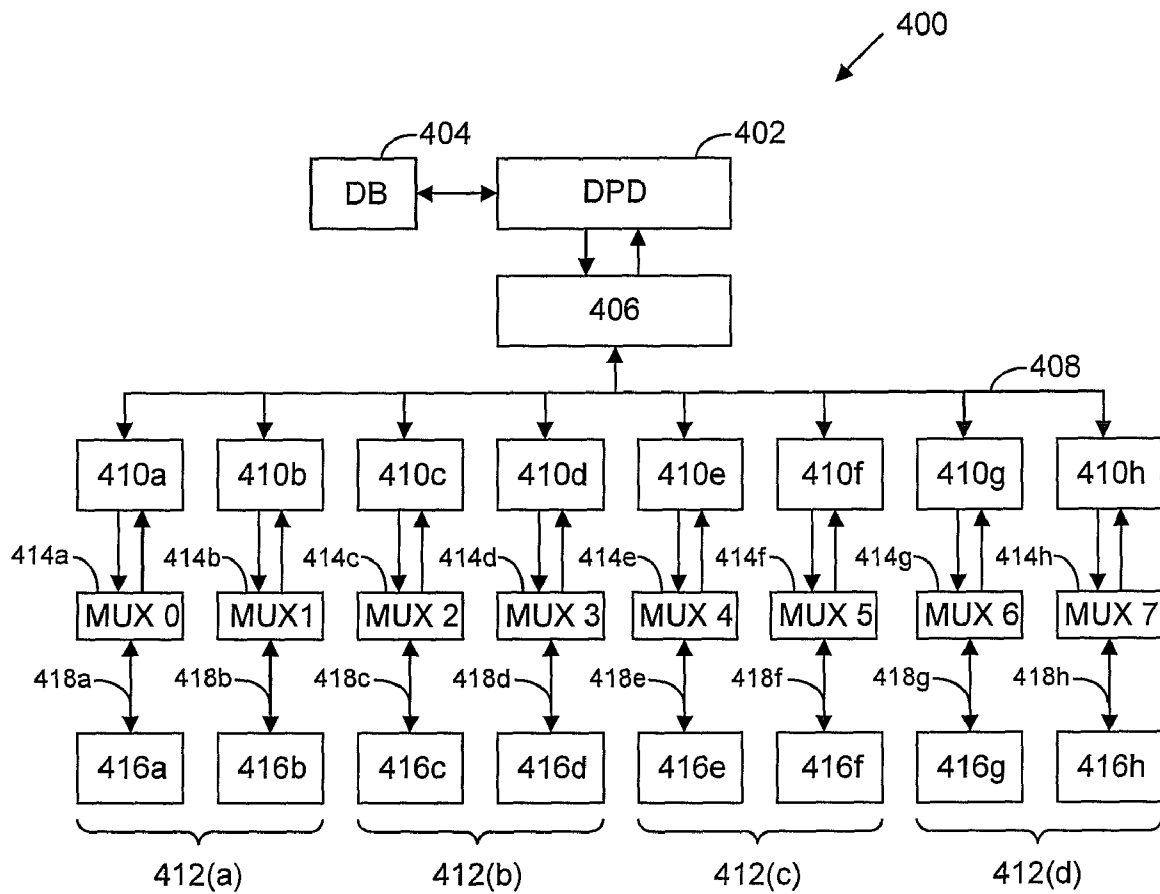 400
404
402
DB
DPD
406
408
410a 410b 410c 410d 410e 410f 410g 410h
414a 414b 414c 414d 414e 414f 414g 414h
MUX 0 MUX1 MUX 2 MUX 3 MUX 4 MUX 5 MUX 6 MUX 7
418a 418b 418c 418d 418e 418f 418g 418h
416a 416b 416c 416d 416e 416f 416g 416h
412(a) 412(b) 412(c) 412(d)